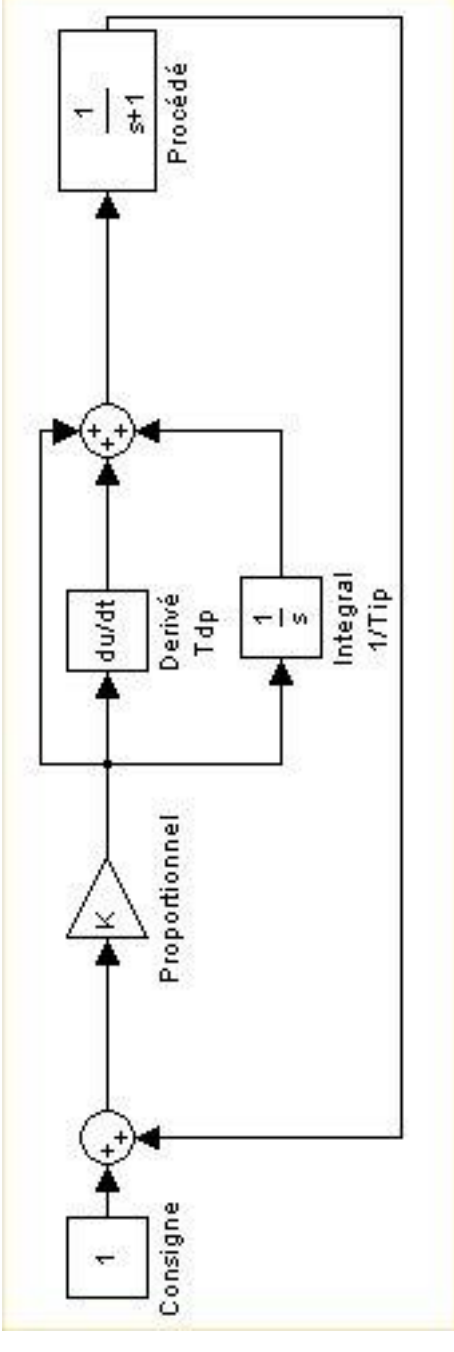 1
Consigne
+
+
K
Proportionnel
du/dt
Derivé
Tdp
1
s
Integral
1/Tip
+
+
+
1
s+1
Procédé